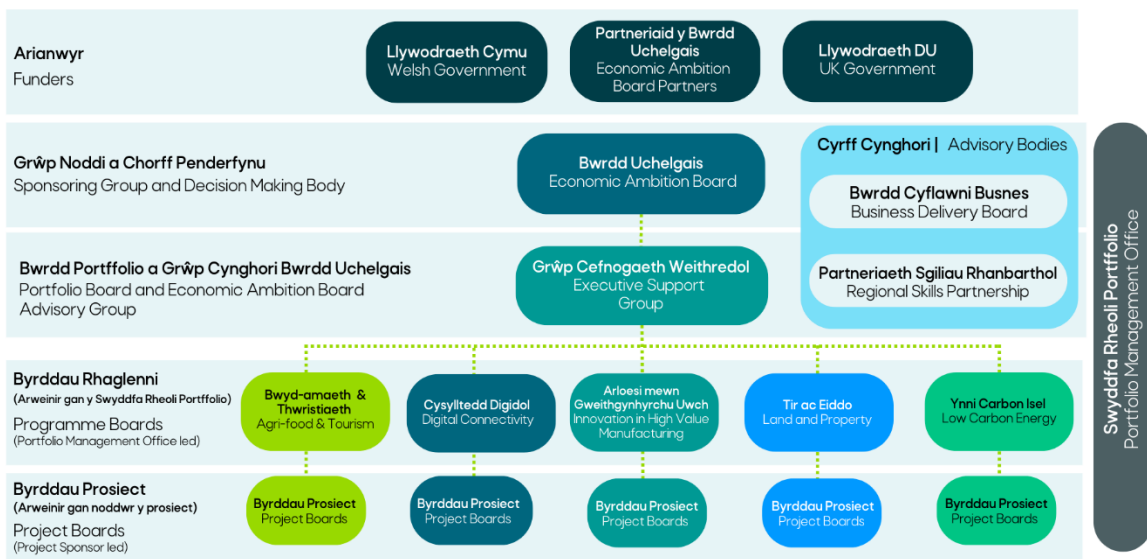 Arianwyr
Funders
Llywodraeth Cymu
Welsh Government
Partneriaid y Bwrdd
Uchelgais
Economic Ambition
Board Partners
Llywodraeth DU
UK Government
Grŵp Noddi a Chorff Penderfynu
Sponsoring Group and Decision Making Body
Bwrdd Uchelgais
Economic Ambition Board
Cyrff Cynghori | Advisory Bodies
Bwrdd Cyflawni Busnes
Business Delivery Board
Partneriaeth Sgiliau Rhanbarthol
Regional Skills Partnership
Bwrdd Portffolio a Grŵp Cynghori Bwrdd Uchelgais
Portfolio Board and Economic Ambition Board
Advisory Group
Grŵp Cefnogaeth Weithredol
Executive Support
Group
Byrddau Rhaglenni
(Arweinir gan y Swyddfa Rheoli Portffolio)
Programme Boards
(Portfolio Management Office led)
Bwyd-amaeth &
Thwristiaeth
Agri-food & Tourism
Cysylltedd Digidol
Digital Connectivity
Arloesi mewn
Gweithgynhyrchu Uwch
Innovation in High Value
Manufacturing
Tir ac Eiddo
Land and Property
Ynni Carbon Isel
Low Carbon Energy
Byrddau Prosiect
(Arweinir gan noddwr y prosiect)
Project Boards
(Project Sponsor led)
Byrddau Prosiect
Project Boards
Byrddau Prosiect
Project Boards
Byrddau Prosiect
Project Boards
Byrddau Prosiect
Project Boards
Byrddau Prosiect
Project Boards
Swyddfa Rheoli Portffolio
Portfolio Management Office